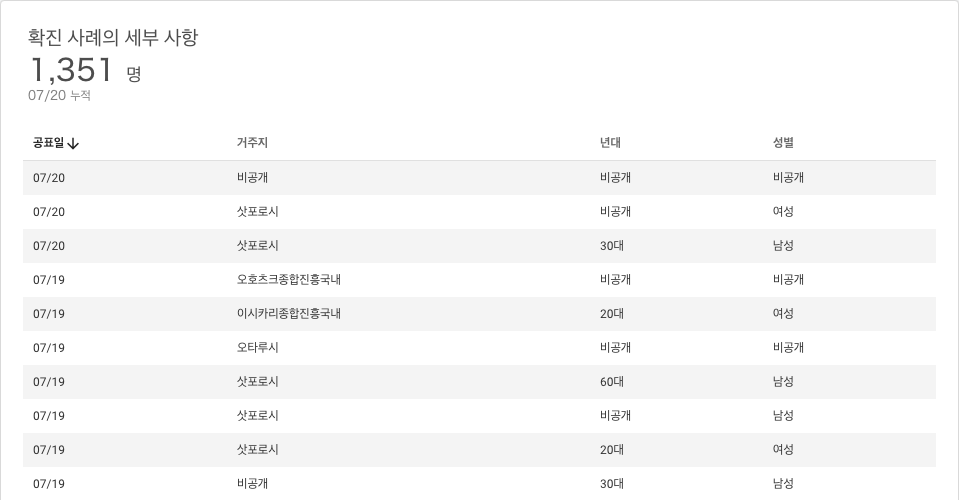 확진 사례의 세부 사항
1,351 명
07/20 누적
공표일 거주지 년대 성별
07/20 비공개 비공개 비공개
07/20 삿포로시 비공개 여성
07/20 삿포로시 30대 남성
07/19 오호츠크종합진흥국내 비공개 비공개
07/19 이시카리종합진흥국내 20대 여성
07/19 오타루시 비공개 비공개
07/19 삿포로시 60대 남성
07/19 삿포로시 비공개 남성
07/19 삿포로시 20대 여성
07/19 비공개 30대 남성